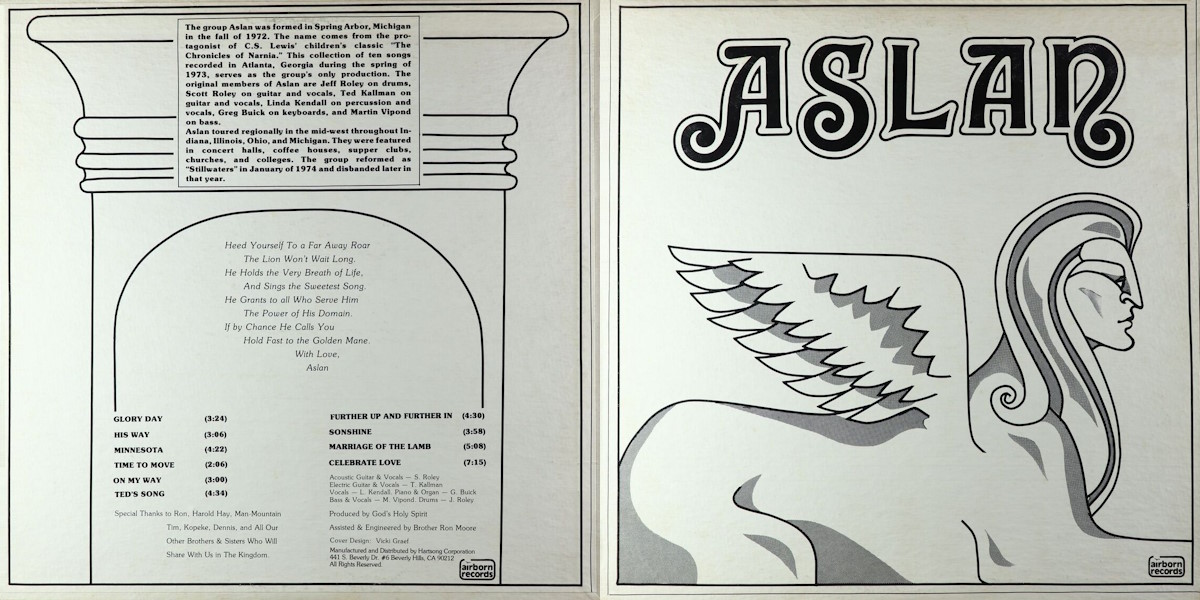 The group Aslan was formed in Spring Arbor, Michigan
in the fall of 1972. The name comes from the pro-
tagonist of C.S. Lewis' children's classic "The
Chronicles of Narnia." This collection of ten songs
recorded in Atlanta, Georgia during the spring of
1973, serves as the group's only production. The
original members of Aslan are Jeff Roley on drums,
Scott Roley on guitar and vocals, Ted Kallman on
guitar and vocals, Linda Kendall on percussion and
vocals, Greg Buick on keyboards, and Martin Vipond
on bass.
Aslan toured regionally in the mid-west throughout In-
diana, Illinois, Ohio, and Michigan. They were featured
in concert halls, coffee houses, supper clubs,
churches, and colleges. The group reformed as
"Stillwaters" in January of 1974 and disbanded later in
that year.
Heed Yourself To a Far Away Roar
The Lion Won't Wait Long.
He Holds the Very Breath of Life,
And Sings the Sweetest Song.
He Grants to all Who Serve Him
The Power of His Domain.
If by Chance He Calls You
Hold Fast to the Golden Mane.
With Love,
Aslan
GLORY DAY (3:24)
HIS WAY (3:06)
MINNESOTA (4:22)
TIME TO MOVE (2:06)
ON MY WAY (3:00)
TED'S SONG (4:34)
Special Thanks to Ron, Harold Hay, Man-Mountain
Tim, Kopeke, Dennis, and All Our
Other Brothers & Sisters Who Will
Share With Us in The Kingdom.
FURTHER UP AND FURTHER IN (4:30)
SONSHINE (3:58)
MARRIAGE OF THE LAMB (5:08)
CELEBRATE LOVE (7:15)
Acoustic Guitar & Vocals — S. Roley
Electric Guitar & Vocals — T. Kallman
Vocals — L. Kendall. Piano & Organ — G. Buick
Bass & Vocals — M. Vipond. Drums — J. Roley
Produced by God's Holy Spirit
Assisted & Engineered by Brother Ron Moore
Cover Design: Vicki Graef
Manufactured and Distributed by Hartsong Corporation
441 S. Beverly Dr. #6 Beverly Hills, CA 90212
All Rights Reserved.
airborn
records
ASLAN
airborn
records